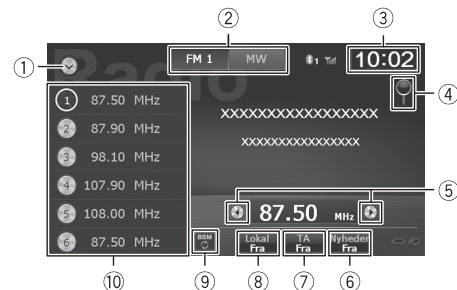 ②
③
①
Radio
FM 1 MW
1
10:02
④
1 87.50 MHz
2 87.90 MHz
3 98.10 MHz
4 107.90 MHz
5 108.00 MHz
6 87.50 MHz
XXXXXXXXXXXXXXXXX
XXXXXXXXXXXXXXXX
⑤
87.50 MHz
BSM
Lokal
Fra
TA
Fra
Nyheder
Fra
⑩
⑨
⑧
⑦
⑥